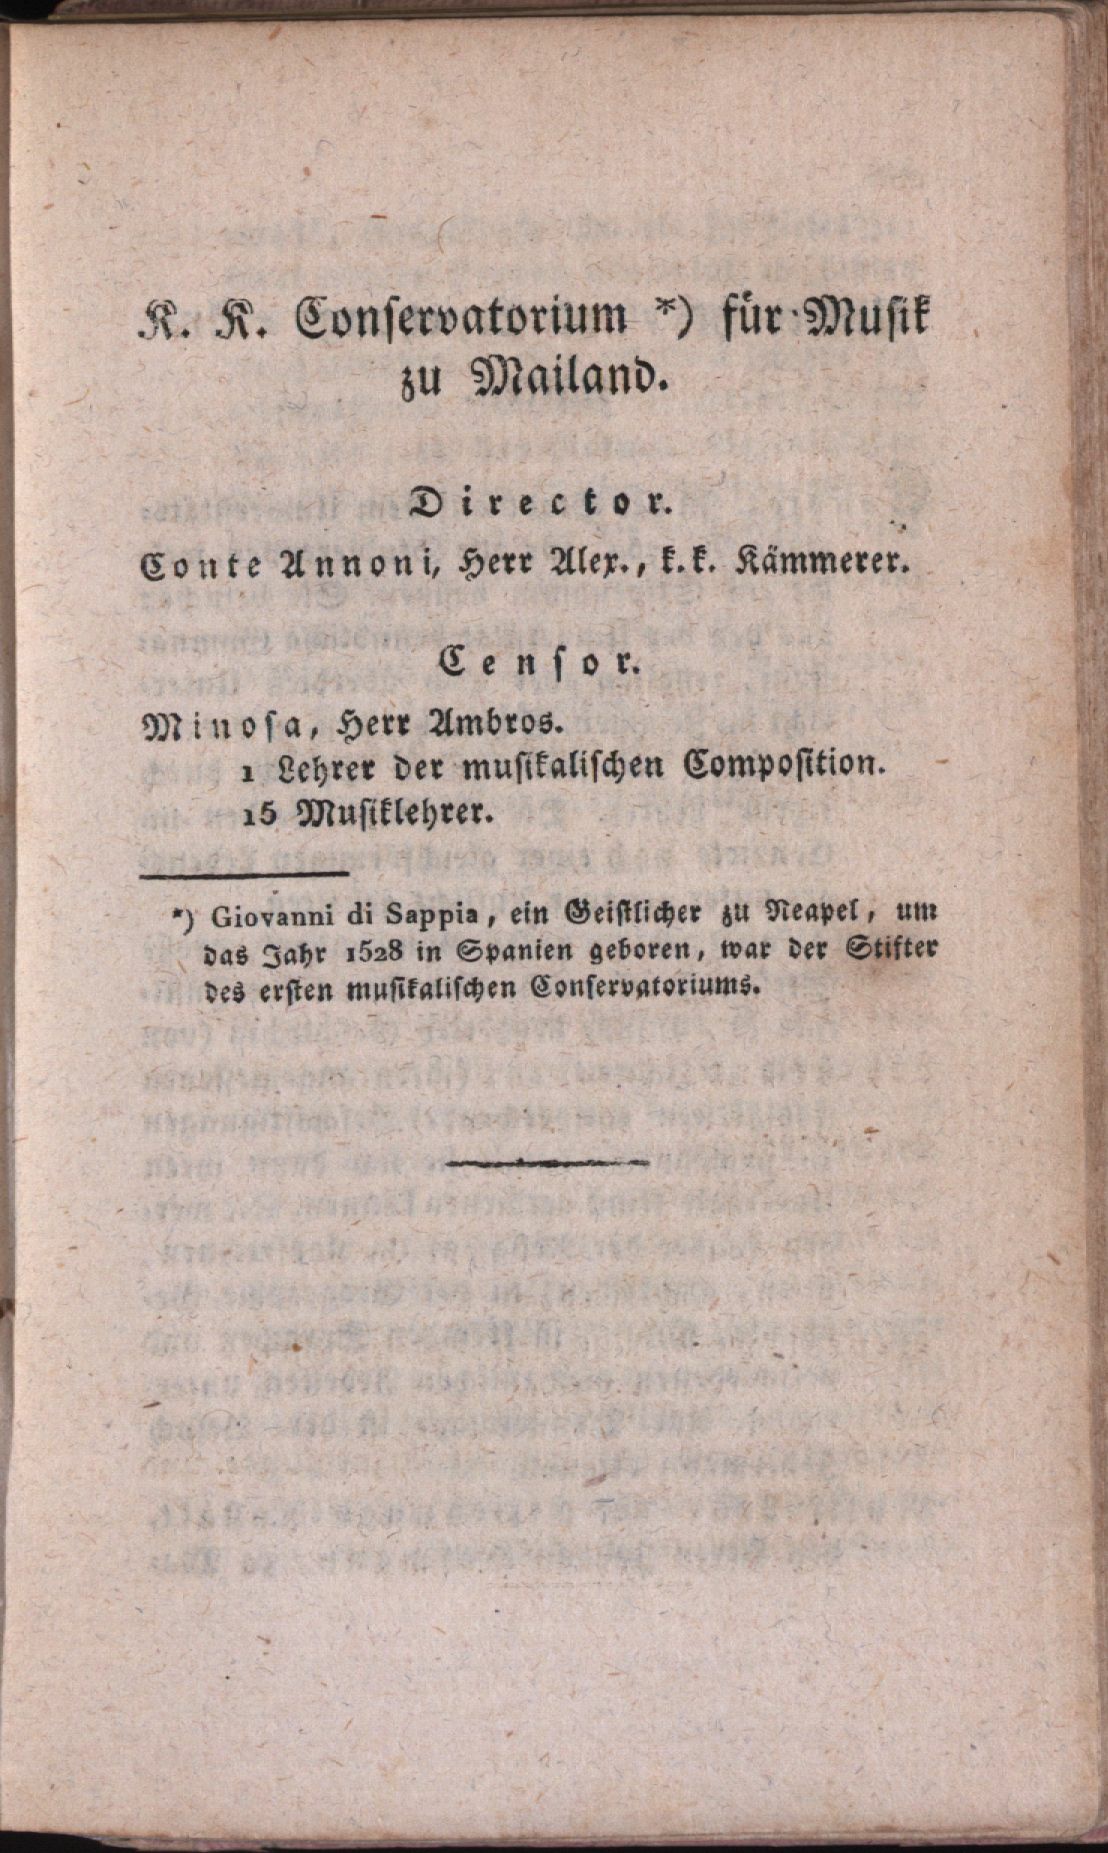 K. K. Conservatorium *) für Musik
zu Mailand.
Director.
Conte Annoni, Herr Alex., k. k. Kämmerer.
Censor.
Minosa, Herr Ambros.
1 Lehrer der musikalischen Composition.
15 Musiklehrer.
*) Giovanni di Sappia, ein Geistlicher zu Neapel, um
das Jahr 1528 in Spanien geboren, war der Stifter
des ersten musikalischen Conservatoriums.